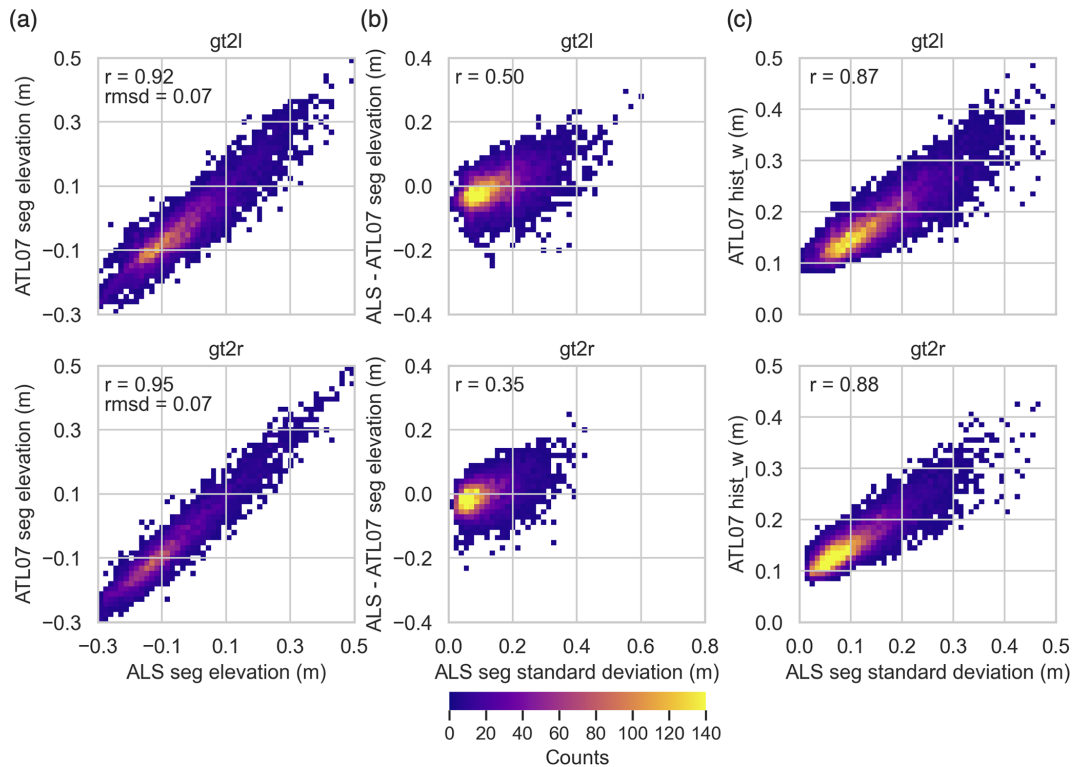 (a)
(b)
(c)
gt2l
gt2l
gt2l
0.5
0.3
0.1
−0.1
−0.3
ATL07 seg elevation (m)
r = 0.92
rmsd = 0.07
0.4
0.2
0.0
−0.2
−0.4
ALS - ATL07 seg elevation (m)
r = 0.50
0.5
0.4
0.3
0.2
0.1
0.0
ATL07 hist_w (m)
r = 0.87
gt2r
gt2r
gt2r
0.5
0.3
0.1
−0.1
−0.3
ATL07 seg elevation (m)
r = 0.95
rmsd = 0.07
−0.3 −0.1 0.1 0.3 0.5
ALS seg elevation (m)
0.4
0.2
0.0
−0.2
−0.4
ALS - ATL07 seg elevation (m)
r = 0.35
0.0 0.2 0.4 0.6 0.8
ALS seg standard deviation (m)
0.5
0.4
0.3
0.2
0.1
0.0
ATL07 hist_w (m)
r = 0.88
0.0 0.1 0.2 0.3 0.4 0.5
ALS seg standard deviation (m)
0 20 40 60 80 100 120 140
Counts